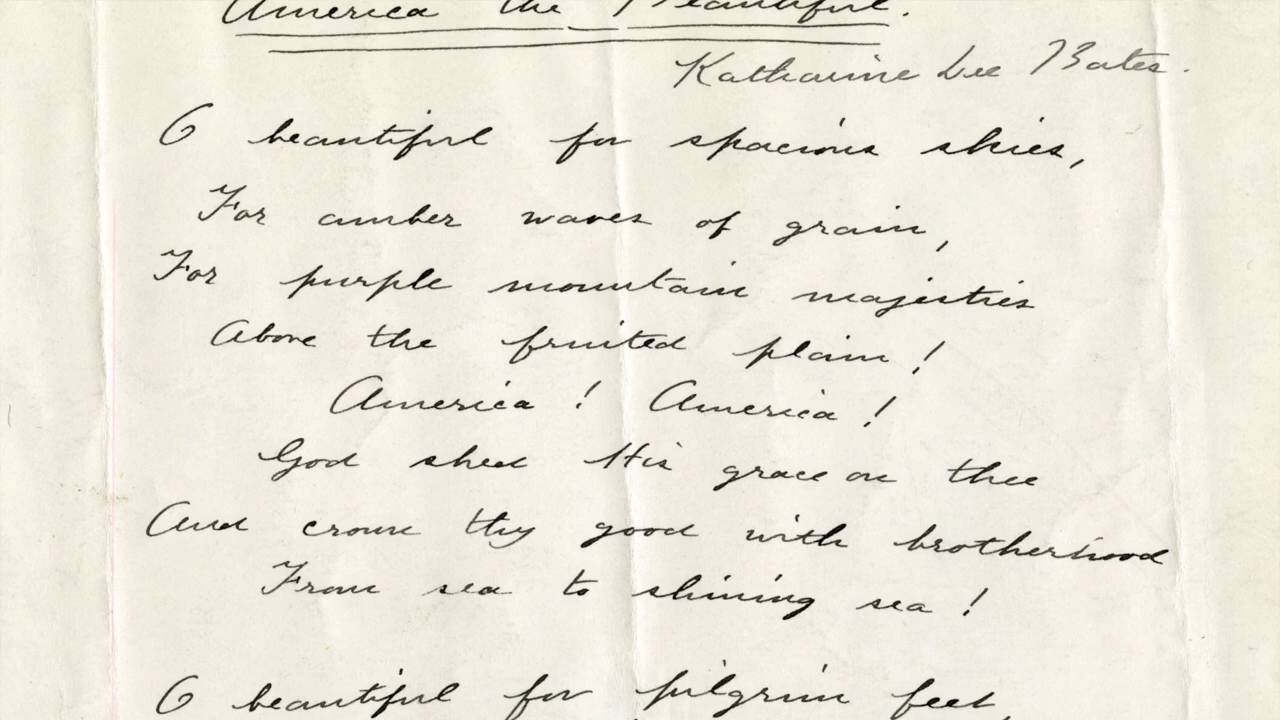 America the Beautiful.
Katharine Lee Bates.
O beautiful for spacious skies,
For amber waves of grain,
For purple mountain majesties
Above the fruited plain!
America! America!
God shed His grace on thee
And crown thy good with brotherhood
From sea to shining sea!
O beautiful for pilgrim feet,